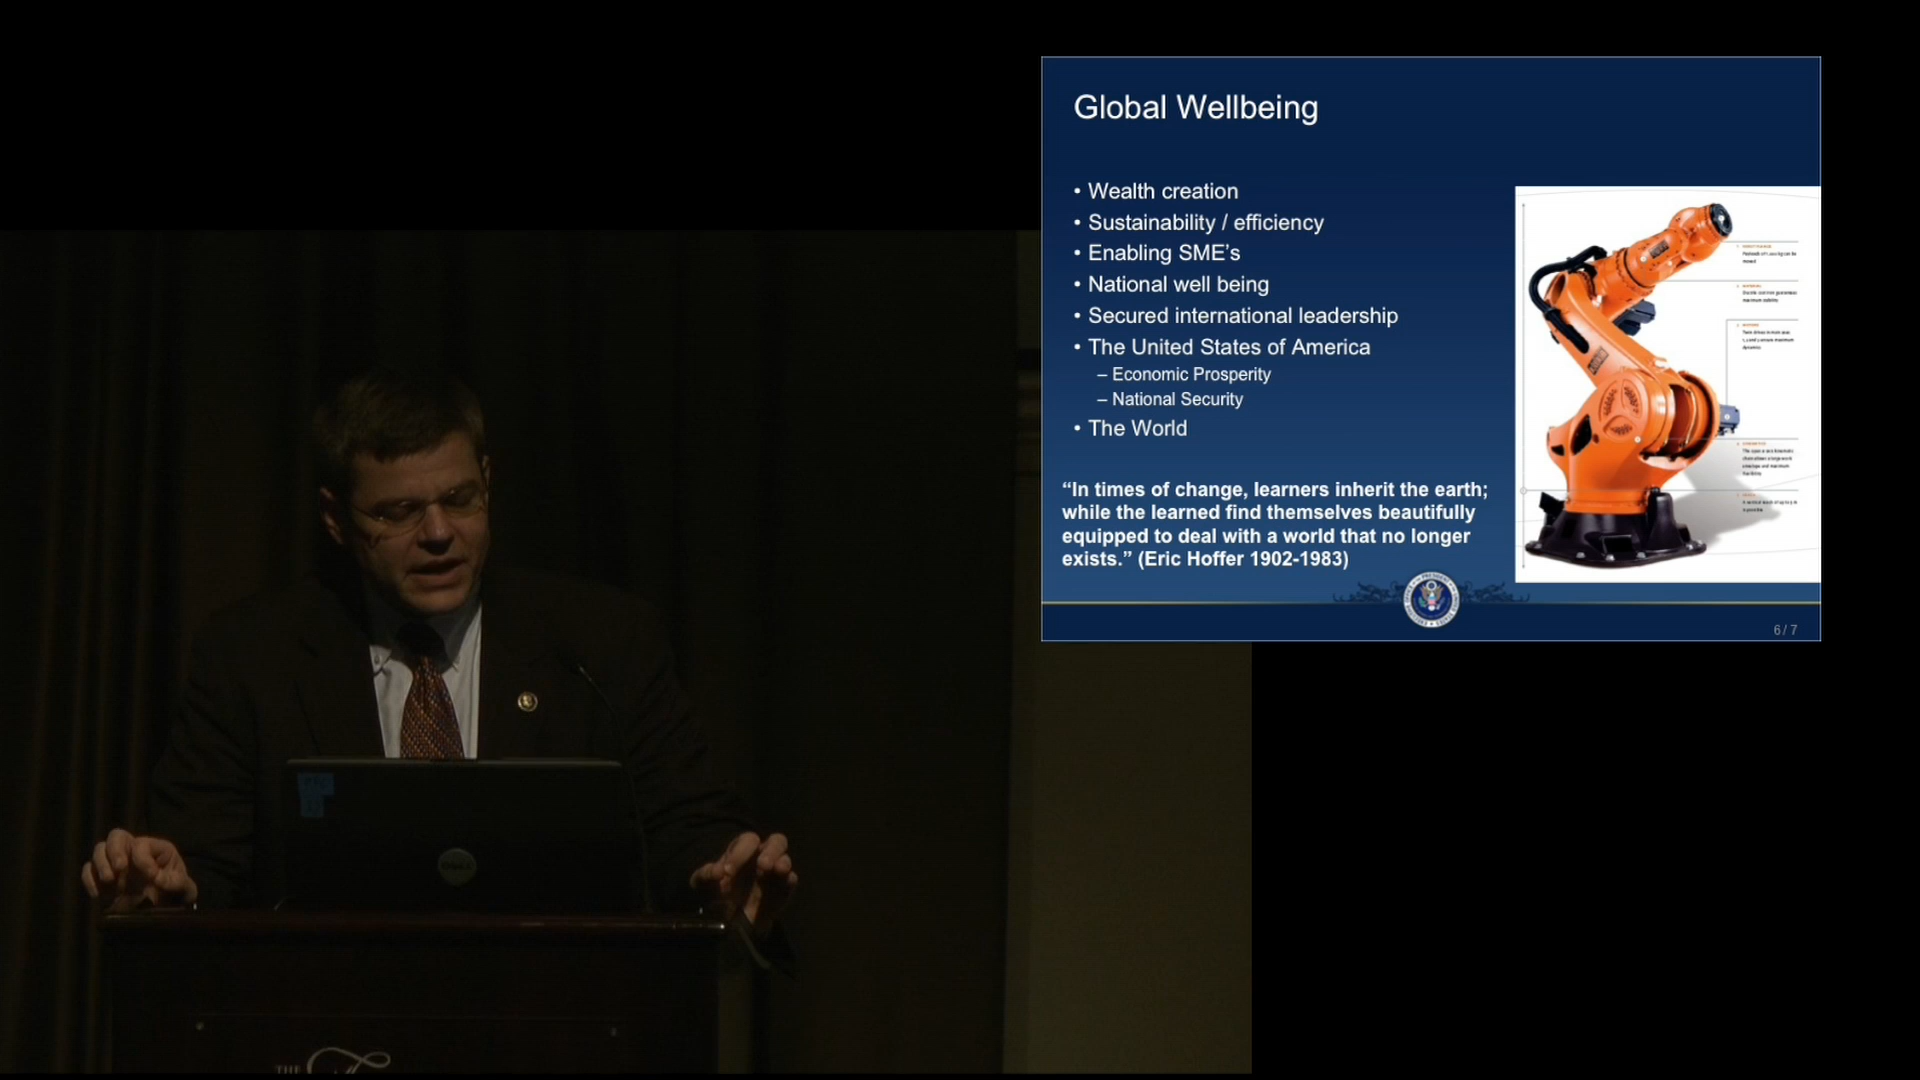 Global Wellbeing
• Wealth creation
• Sustainability / efficiency
• Enabling SME’s
• National well being
• Secured international leadership
• The United States of America
– Economic Prosperity
– National Security
• The World
“In times of change, learners inherit the earth;
while the learned find themselves beautifully
equipped to deal with a world that no longer
exists.” (Eric Hoffer 1902-1983)
6 / 7
DELL
THE